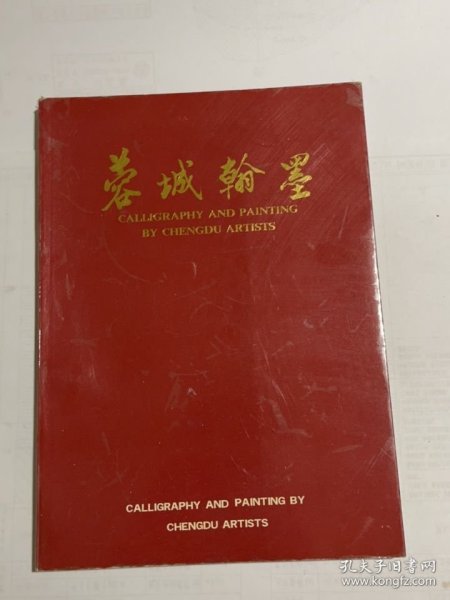 蓉城翰墨
CALLIGRAPHY AND PAINTING
BY CHENGDU ARTISTS
CALLIGRAPHY AND PAINTING BY
CHENGDU ARTISTS
孔夫子旧书网
www.kongfz.com